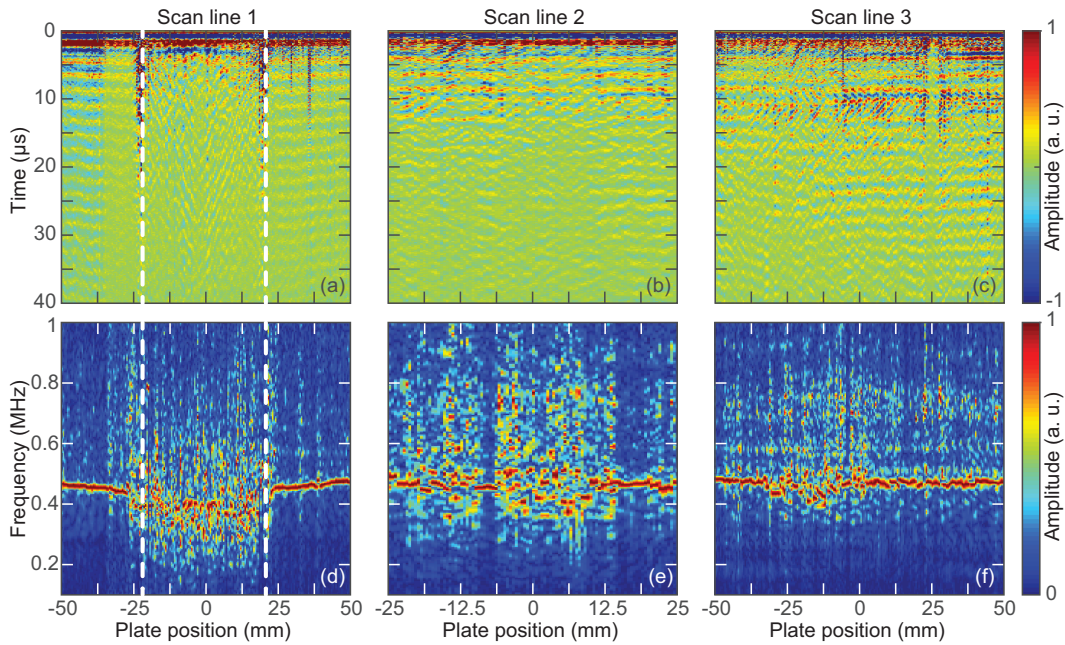 Scan line 1 Scan line 2 Scan line 3
0
10
20
30
40
Time (µs)
(a) (b) (c)
1
-1
Amplitude (a. u.)
1
0.8
0.6
0.4
0.2
Frequency (MHz)
(d) (e) (f)
1
0
Amplitude (a. u.)
-50 -25 0 25 50 -25 -12.5 0 12.5 25 -50 -25 0 25 50
Plate position (mm) Plate position (mm) Plate position (mm)